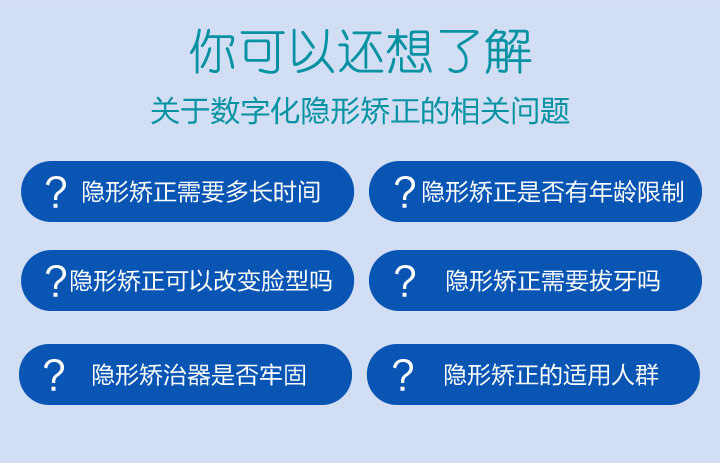 你可以还想了解
关于数字化隐形矫正的相关问题
? 隐形矫正需要多长时间
? 隐形矫正是否有年龄限制
? 隐形矫正可以改变脸型吗
? 隐形矫正需要拔牙吗
? 隐形矫治器是否牢固
? 隐形矫正的适用人群